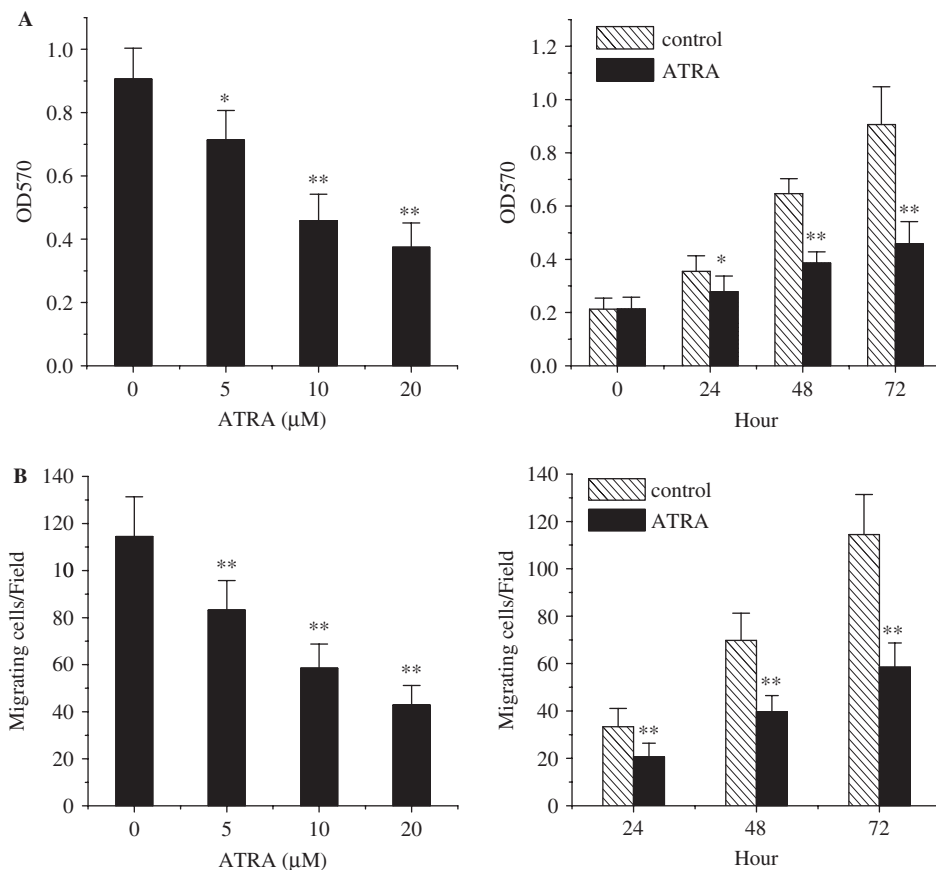 A
OD570
1.0
0.8
0.6
0.4
0.2
0.0
*
**
**
0 5 10 20
ATRA (μM)
control
ATRA
OD570
1.2
1.0
0.8
0.6
0.4
0.2
0.0
*
**
**
0 24 48 72
Hour
B
Migrating cells/Field
140
120
10
80
60
40
20
0
**
**
**
0 5 10 20
ATRA (μM)
control
ATRA
Migrating cells/Field
140
120
100
80
60
40
20
0
**
**
**
24 48 72
Hour